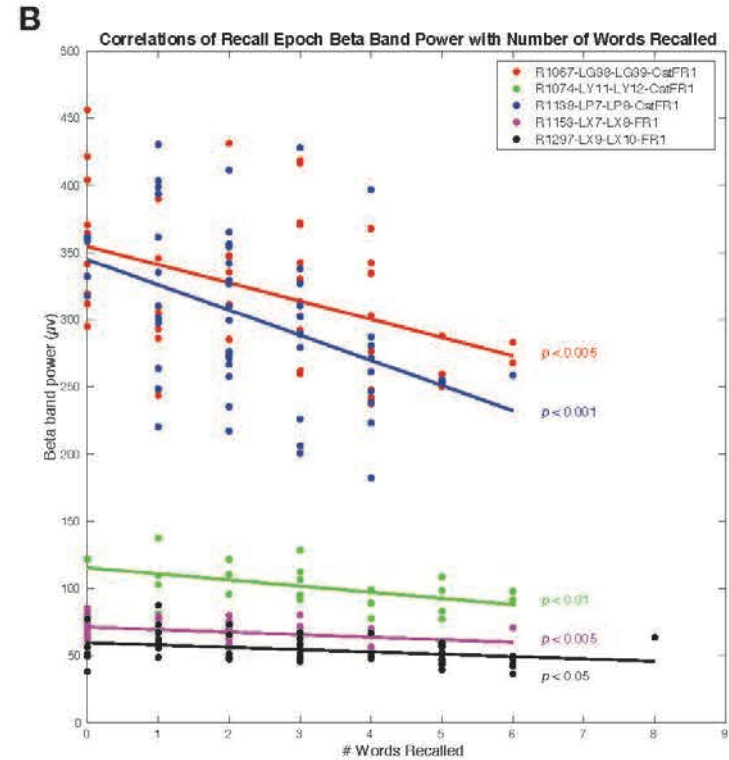 B
Correlations of Recall Epoch Beta Band Power with Number of Words Recalled
R1067-LG38-LG39-CatFR1
R1074-LY11-LY12-CatFR1
R1138-LP7-LP8-CatFR1
R1153-LX7-LX8-FR1
R1297-LX9-LX10-FR1
500
450
400
350
300
250
200
150
100
50
0
Beta band power (μv)
p < 0.005
p < 0.001
p < 0.01
p < 0.005
p < 0.05
0 1 2 3 4 5 6 7 8 9
# Words Recalled